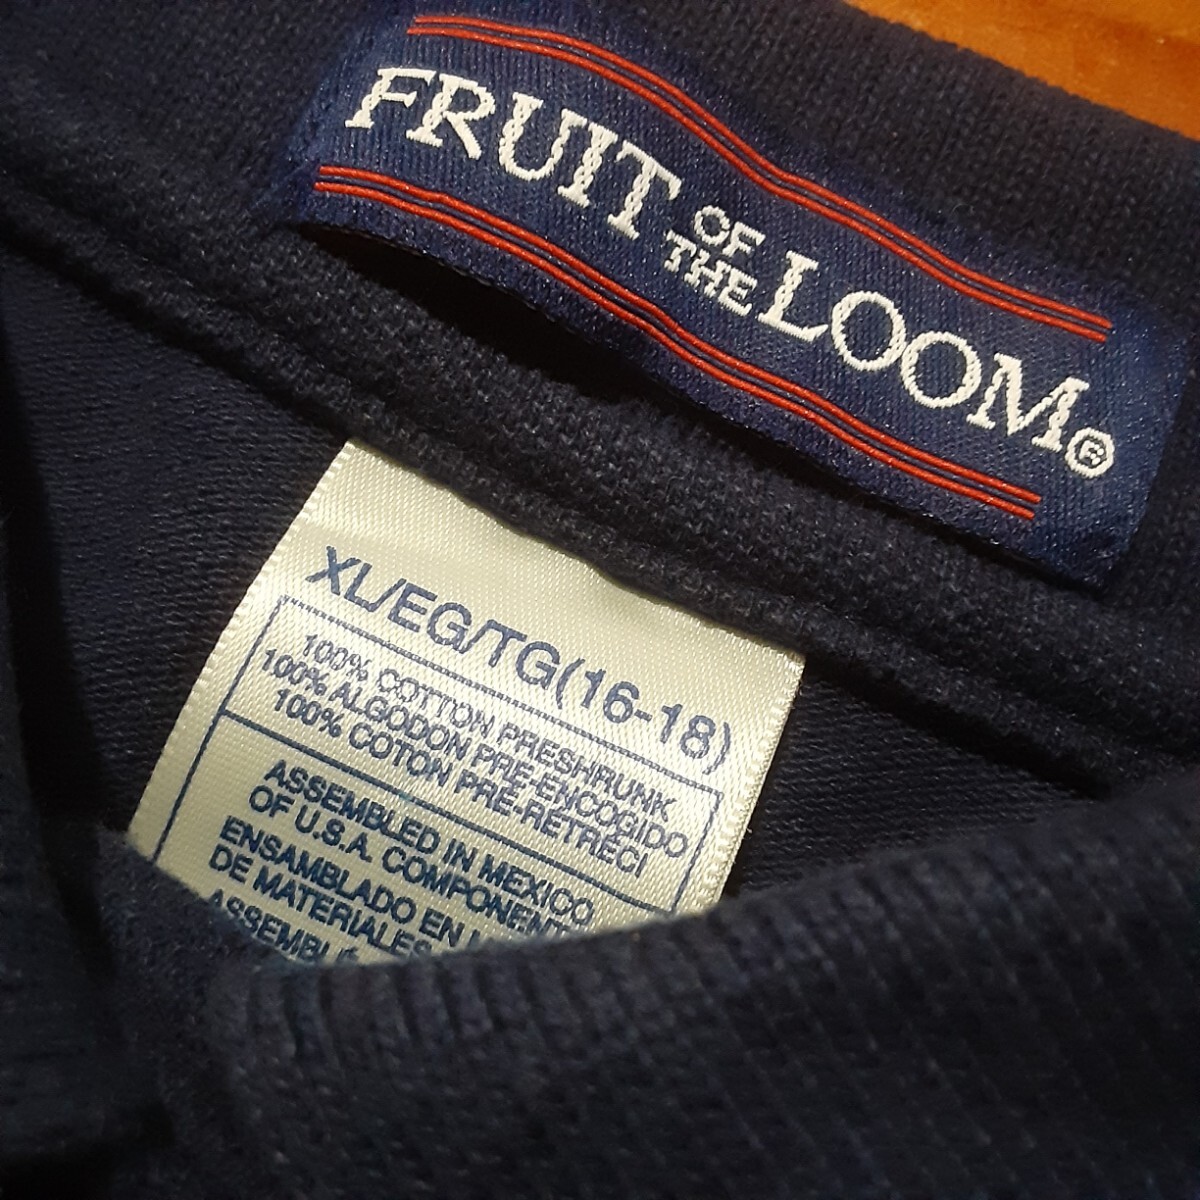 FRUIT OF THE LOOM®
XL/EG/TG(16-18)
100% COTTON PRESHRUNK
100% ALGODON PRE-ENCOGIDO
100% COTON PRE-RETRECI
ASSEMBLED IN MEXICO
OF U.S.A. COMPONENT
ENSAMBLADO EN
DE MATERIALES